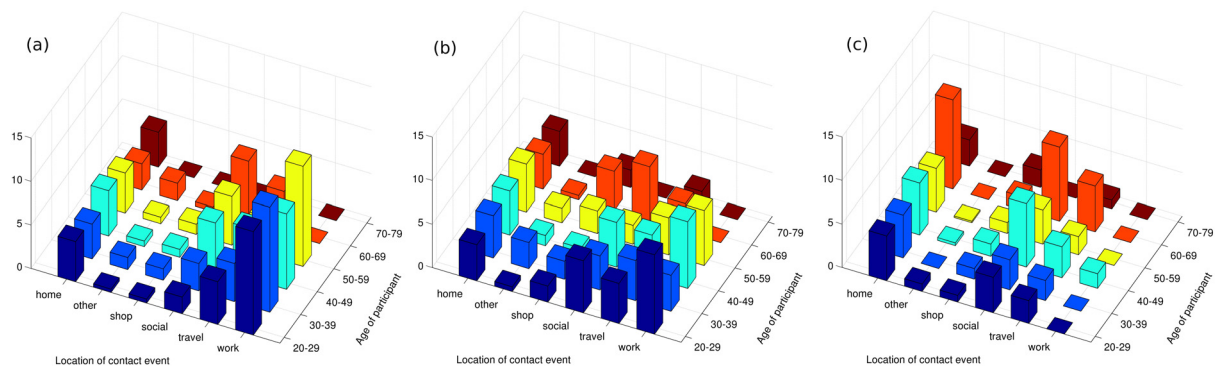 (a)
15
10
5
0
home
other
shop
social
travel
work
20-29
30-39
40-49
50-59
60-69
70-79
Location of contact event
Age of participant
(b)
15
10
5
0
home
other
shop
social
travel
work
20-29
30-39
40-49
50-59
60-69
70-79
Location of contact event
Age of participant
(c)
15
10
5
0
home
other
shop
social
travel
work
20-29
30-39
40-49
50-59
60-69
70-79
Location of contact event
Age of participant